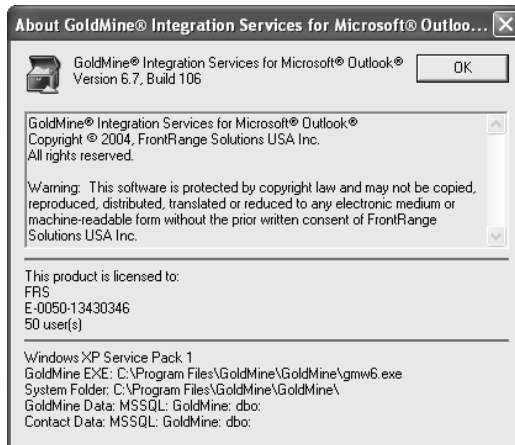 About GoldMine® Integration Services for Microsoft® Outloo...
GoldMine® Integration Services for Microsoft® Outlook®
Version 6.7, Build 106
OK
GoldMine® Integration Services for Microsoft® Outlook®
Copyright © 2004, FrontRange Solutions USA Inc.
All rights reserved.
Warning: This software is protected by copyright law and may not be copied,
reproduced, distributed, translated or reduced to any electronic medium or
machine-readable form without the prior written consent of FrontRange
Solutions USA Inc.
This product is licensed to:
FRS
E-0050-13430346
50 user(s)
Windows XP Service Pack 1
GoldMine EXE: C:\Program Files\GoldMine\GoldMine\gmw6.exe
System Folder: C:\Program Files\GoldMine\GoldMine\
GoldMine Data: MSSQL: GoldMine: dbo:
Contact Data: MSSQL: GoldMine: dbo: